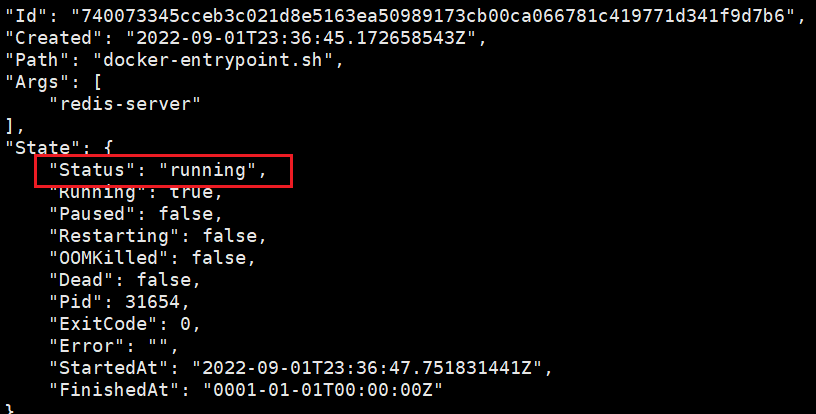 "Id": "740073345cceb3c021d8e5163ea50989173cb00ca066781c419771d341f9d7b6",
"Created": "2022-09-01T23:36:45.172658543Z",
"Path": "docker-entrypoint.sh",
"Args": [
    "redis-server"
],
"State": {
    "Status": "running",
    "Running": true,
    "Paused": false,
    "Restarting": false,
    "OOMKilled": false,
    "Dead": false,
    "Pid": 31654,
    "ExitCode": 0,
    "Error": "",
    "StartedAt": "2022-09-01T23:36:47.751831441Z",
    "FinishedAt": "0001-01-01T00:00:00Z"
}